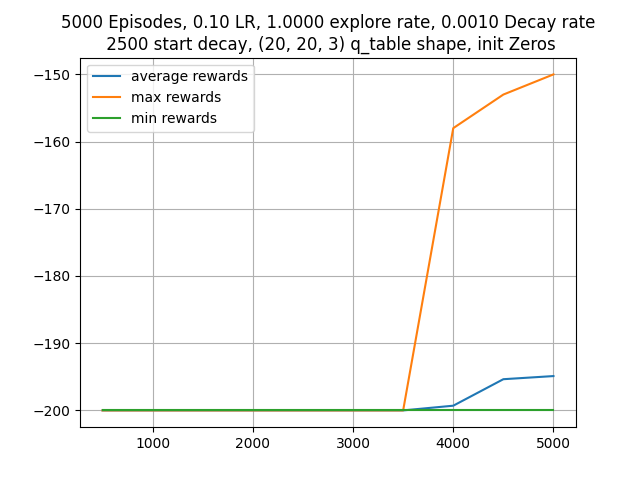 5000 Episodes, 0.10 LR, 1.0000 explore rate, 0.0010 Decay rate
2500 start decay, (20, 20, 3) q_table shape, init Zeros
average rewards
max rewards
min rewards
−150
−160
−170
−180
−190
−200
1000 2000 3000 4000 5000